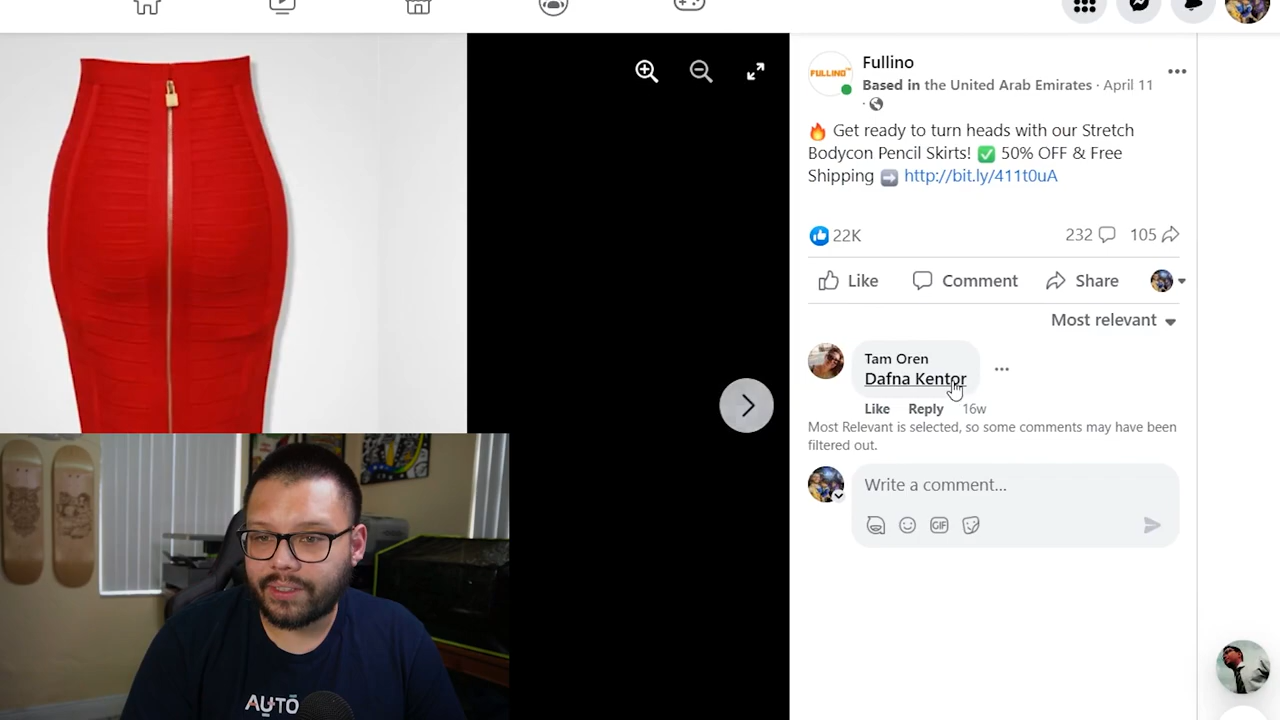 Fullino
FULLINO
Based in the United Arab Emirates · April 11
·
🔥 Get ready to turn heads with our Stretch
Bodycon Pencil Skirts! ✅ 50% OFF & Free
Shipping ➡️ http://bit.ly/411t0uA
22K
232
105
Like
Comment
Share
Most relevant
Tam Oren
Dafna Kentor
Like Reply 16w
Most Relevant is selected, so some comments may have been
filtered out.
Write a comment...
GIF
AUTO